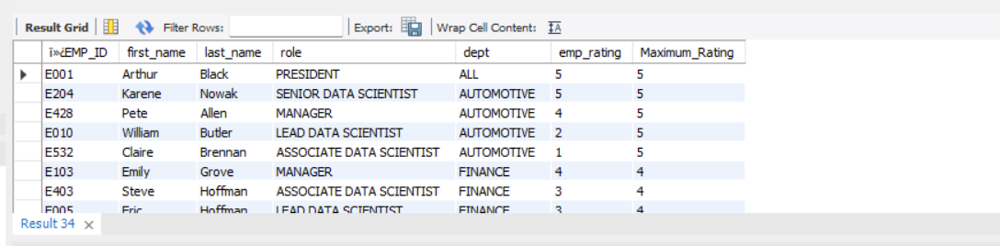 Result Grid Filter Rows: Export: Wrap Cell Content:
ï»¿EMP_ID first_name last_name role dept emp_rating Maximum_Rating
E001 Arthur Black PRESIDENT ALL 5 5
E204 Karene Nowak SENIOR DATA SCIENTIST AUTOMOTIVE 5 5
E428 Pete Allen MANAGER AUTOMOTIVE 4 5
E010 William Butler LEAD DATA SCIENTIST AUTOMOTIVE 2 5
E532 Claire Brennan ASSOCIATE DATA SCIENTIST AUTOMOTIVE 1 5
E103 Emily Grove MANAGER FINANCE 4 4
E403 Steve Hoffman ASSOCIATE DATA SCIENTIST FINANCE 3 4
E005 Eric Hoffman LEAD DATA SCIENTIST FINANCE 3 4
Result 34